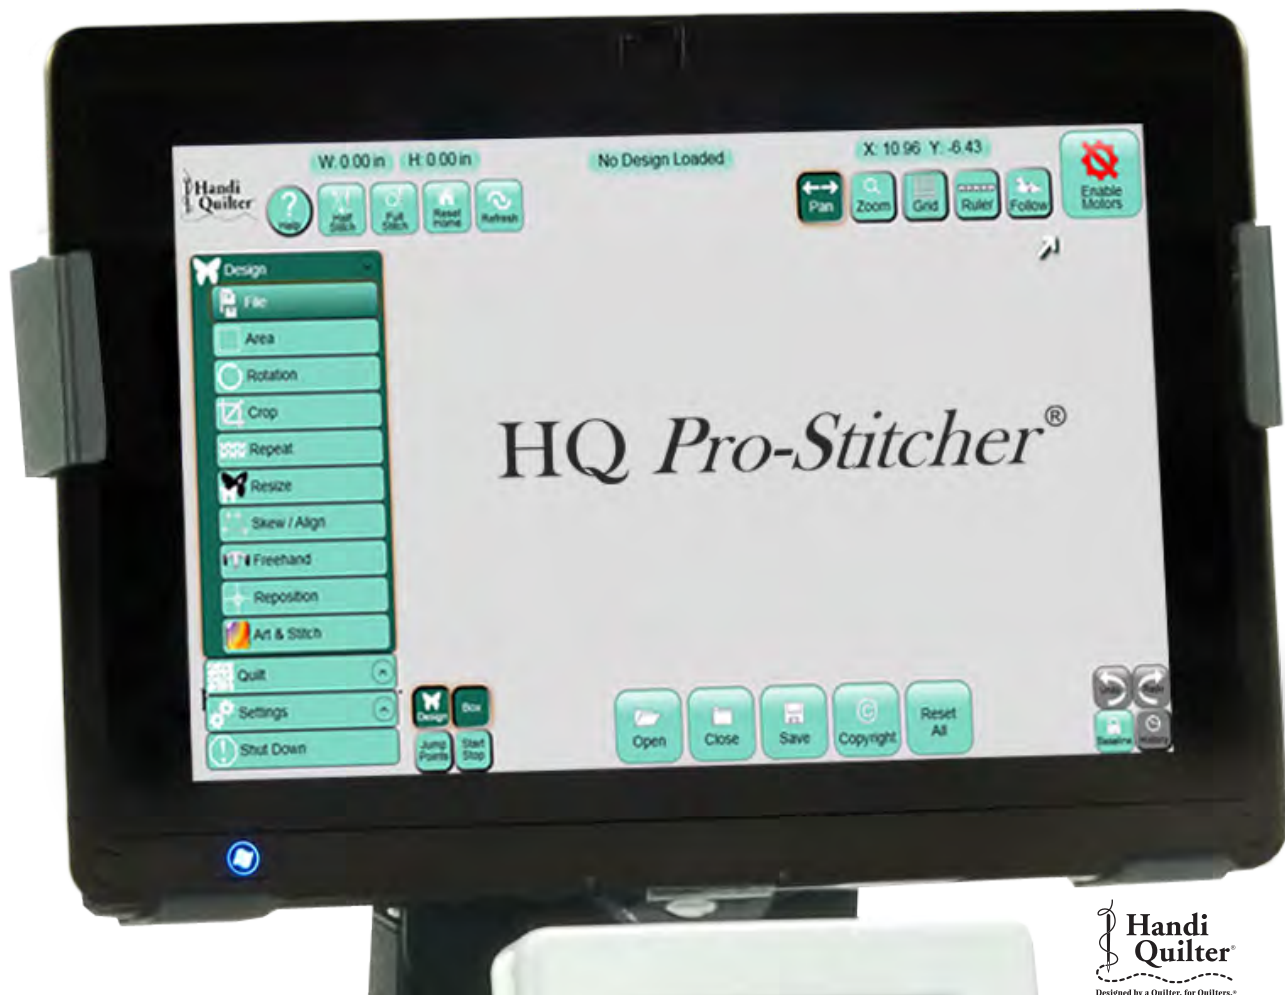 W: 0.00 in H: 0.00 in
No Design Loaded
X: 10.96 Y: -6.43
Handi
Quilter
Help
Half
Stitch
Full
Stitch
Reset
Home
Refresh
Pan
Zoom
Grid
Ruler
Follow
Enable
Motors
Design
File
Area
Rotation
Crop
Repeat
Resize
Skew / Align
Freehand
Reposition
Art & Stitch
Quilt
Settings
Shut Down
HQ Pro-Stitcher®
Design
Box
Jump
Points
Start
Stop
Open
Close
Save
Copyright
Reset
All
Undo
Redo
Baseline
History
Handi
Quilter®
Designed by a Quilter, for Quilters.®